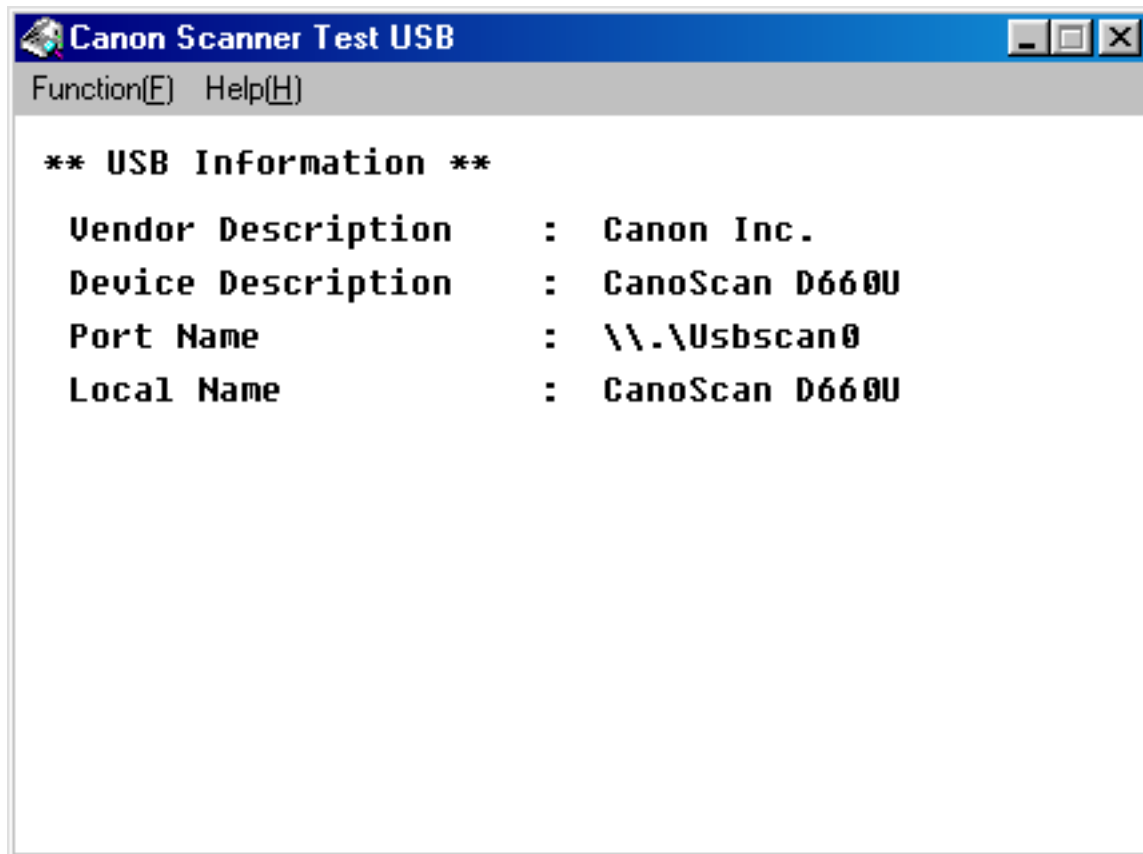 Canon Scanner Test USB
Function(F) Help(H)
** USB Information **
Vendor Description : Canon Inc.
Device Description : CanoScan D660U
Port Name : \\.\Usbscan0
Local Name : CanoScan D660U